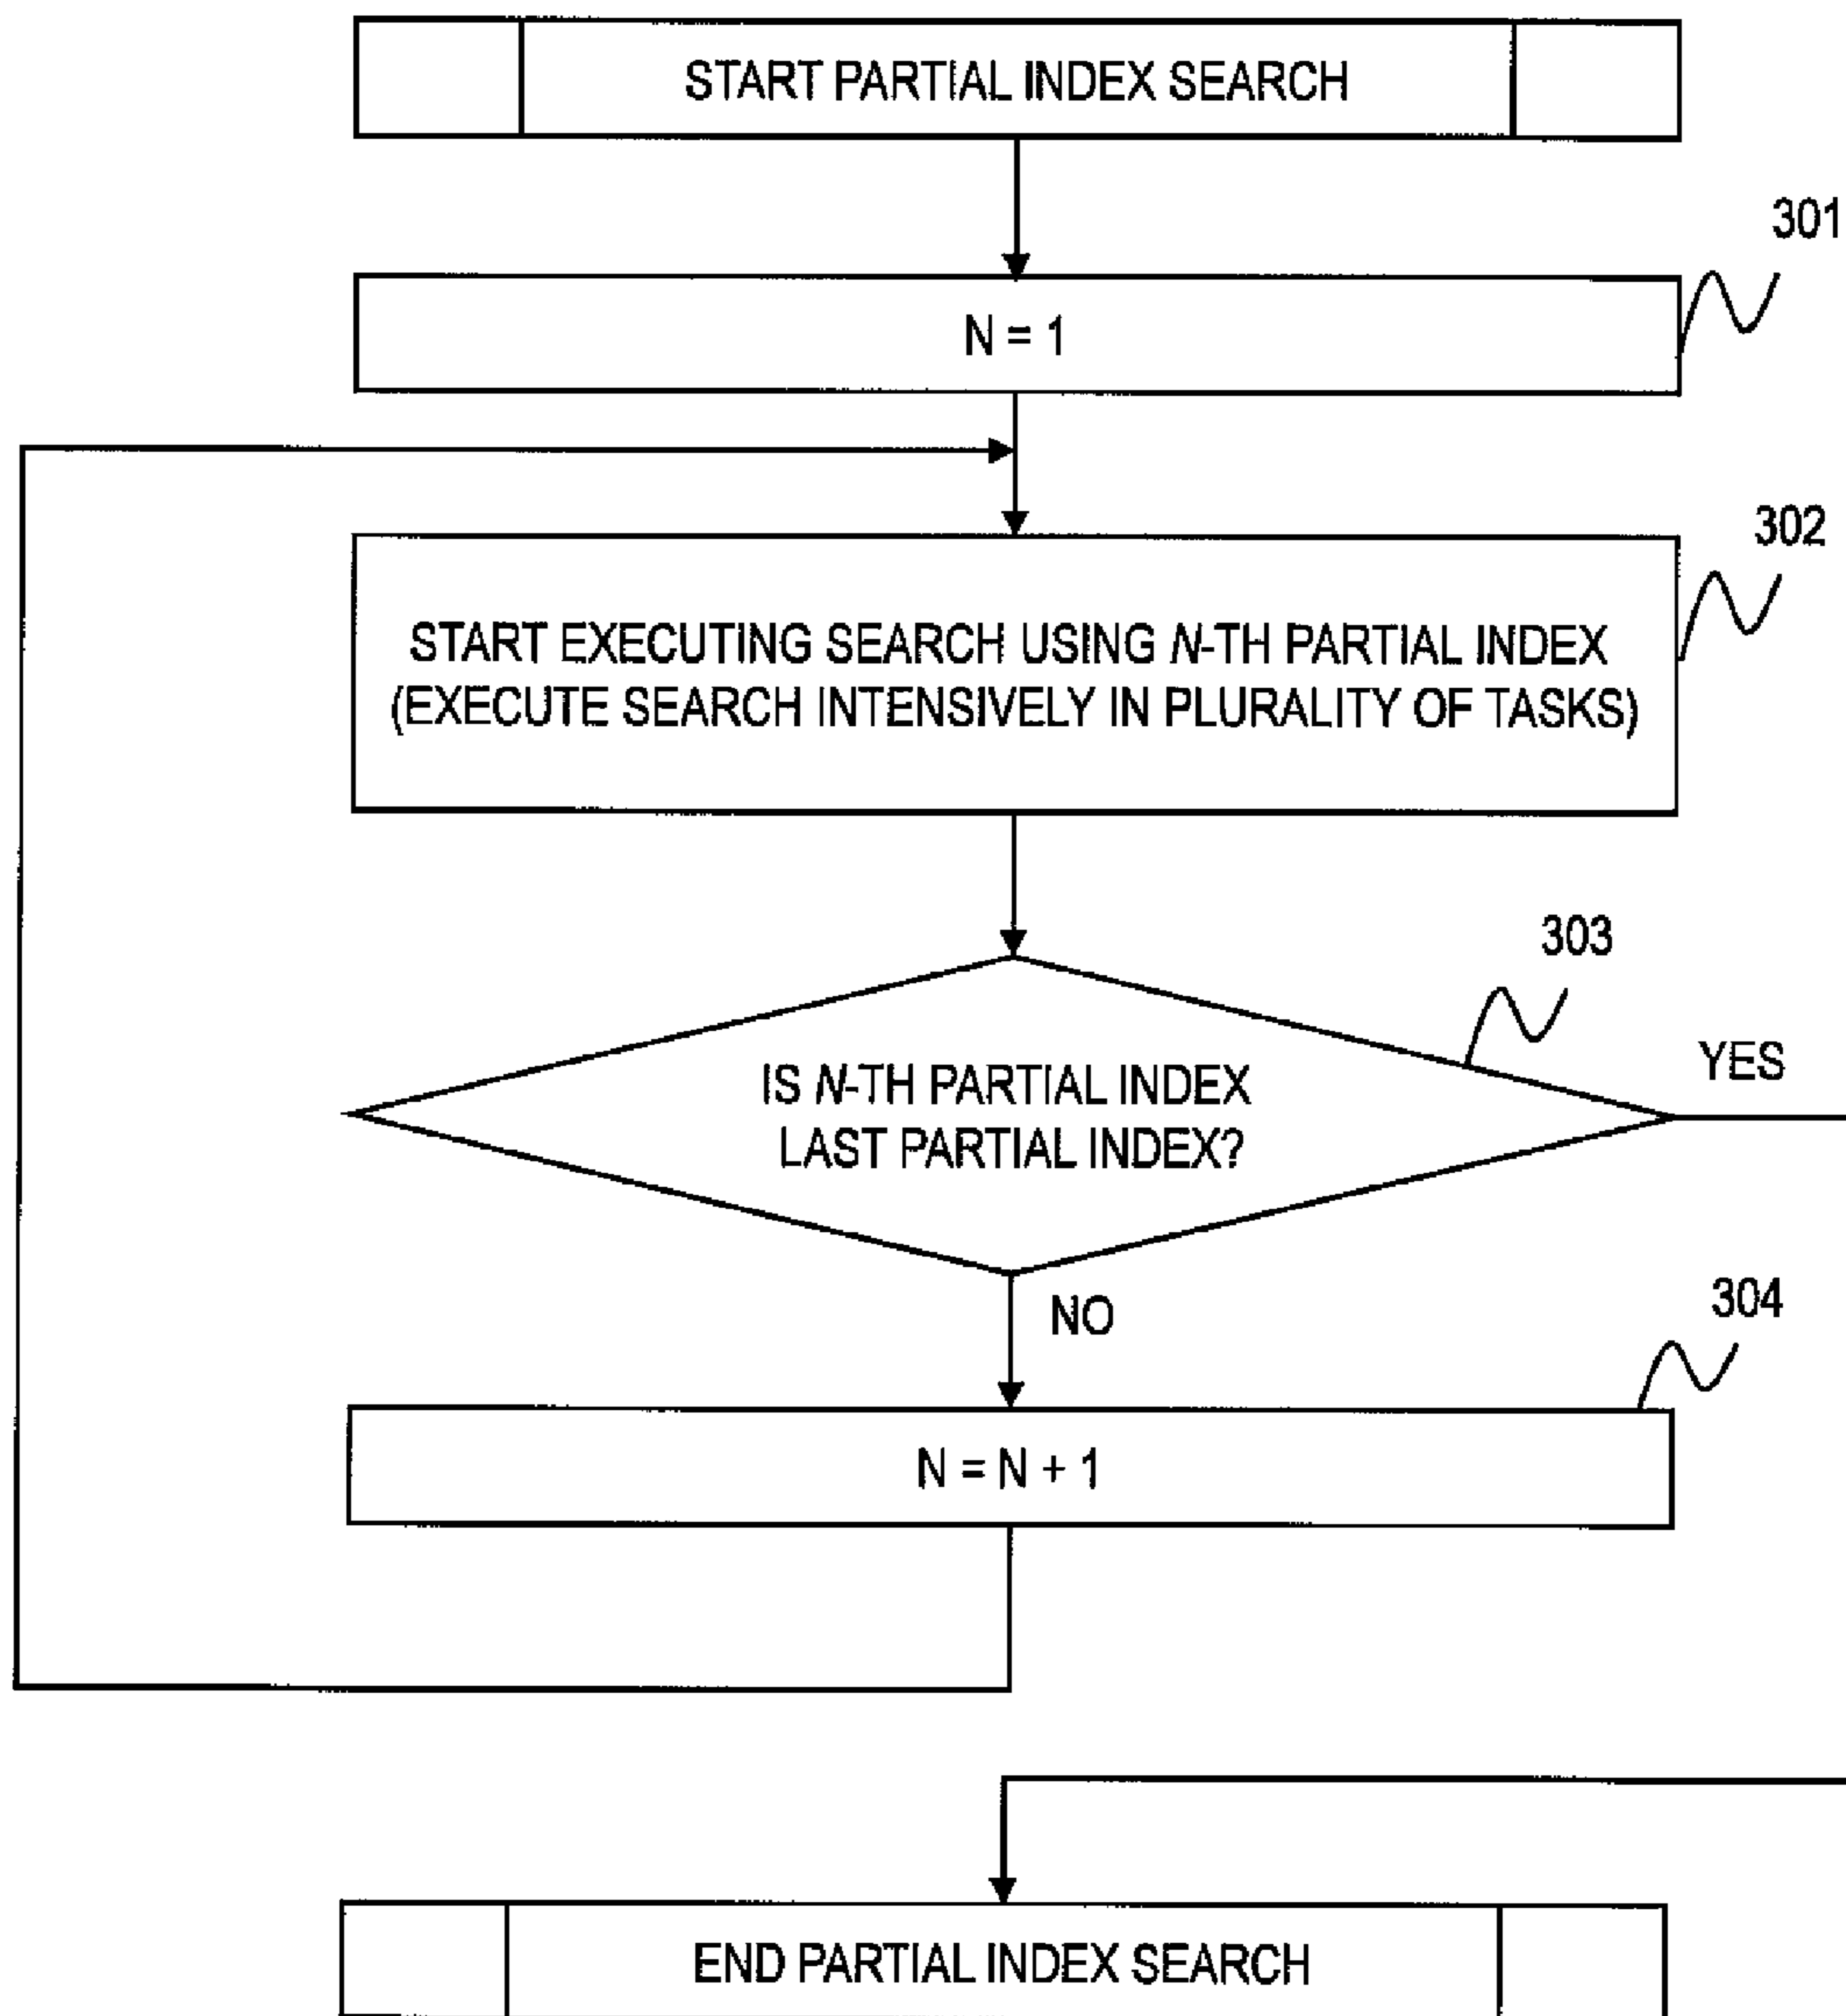 START PARTIAL INDEX SEARCH
301
N = 1
302
START EXECUTING SEARCH USING N-TH PARTIAL INDEX
(EXECUTE SEARCH INTENSIVELY IN PLURALITY OF TASKS)
303
IS N-TH PARTIAL INDEX
LAST PARTIAL INDEX?
YES
NO
304
N = N + 1
END PARTIAL INDEX SEARCH